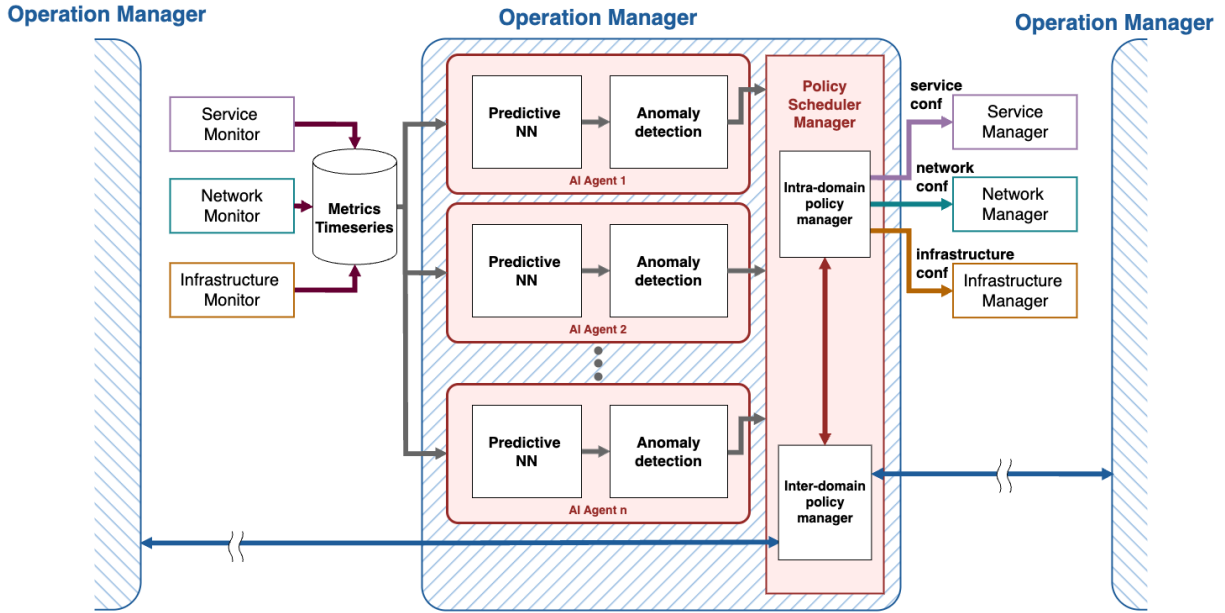 Operation Manager
Operation Manager
Operation Manager
Service
Monitor
Network
Monitor
Infrastructure
Monitor
Metrics
Timeseries
Predictive
NN
Anomaly
detection
AI Agent 1
Predictive
NN
Anomaly
detection
AI Agent 2
Predictive
NN
Anomaly
detection
AI Agent n
Policy
Scheduler
Manager
Intra-domain
policy
manager
Inter-domain
policy
manager
service
conf
network
conf
infrastructure
conf
Service
Manager
Network
Manager
Infrastructure
Manager